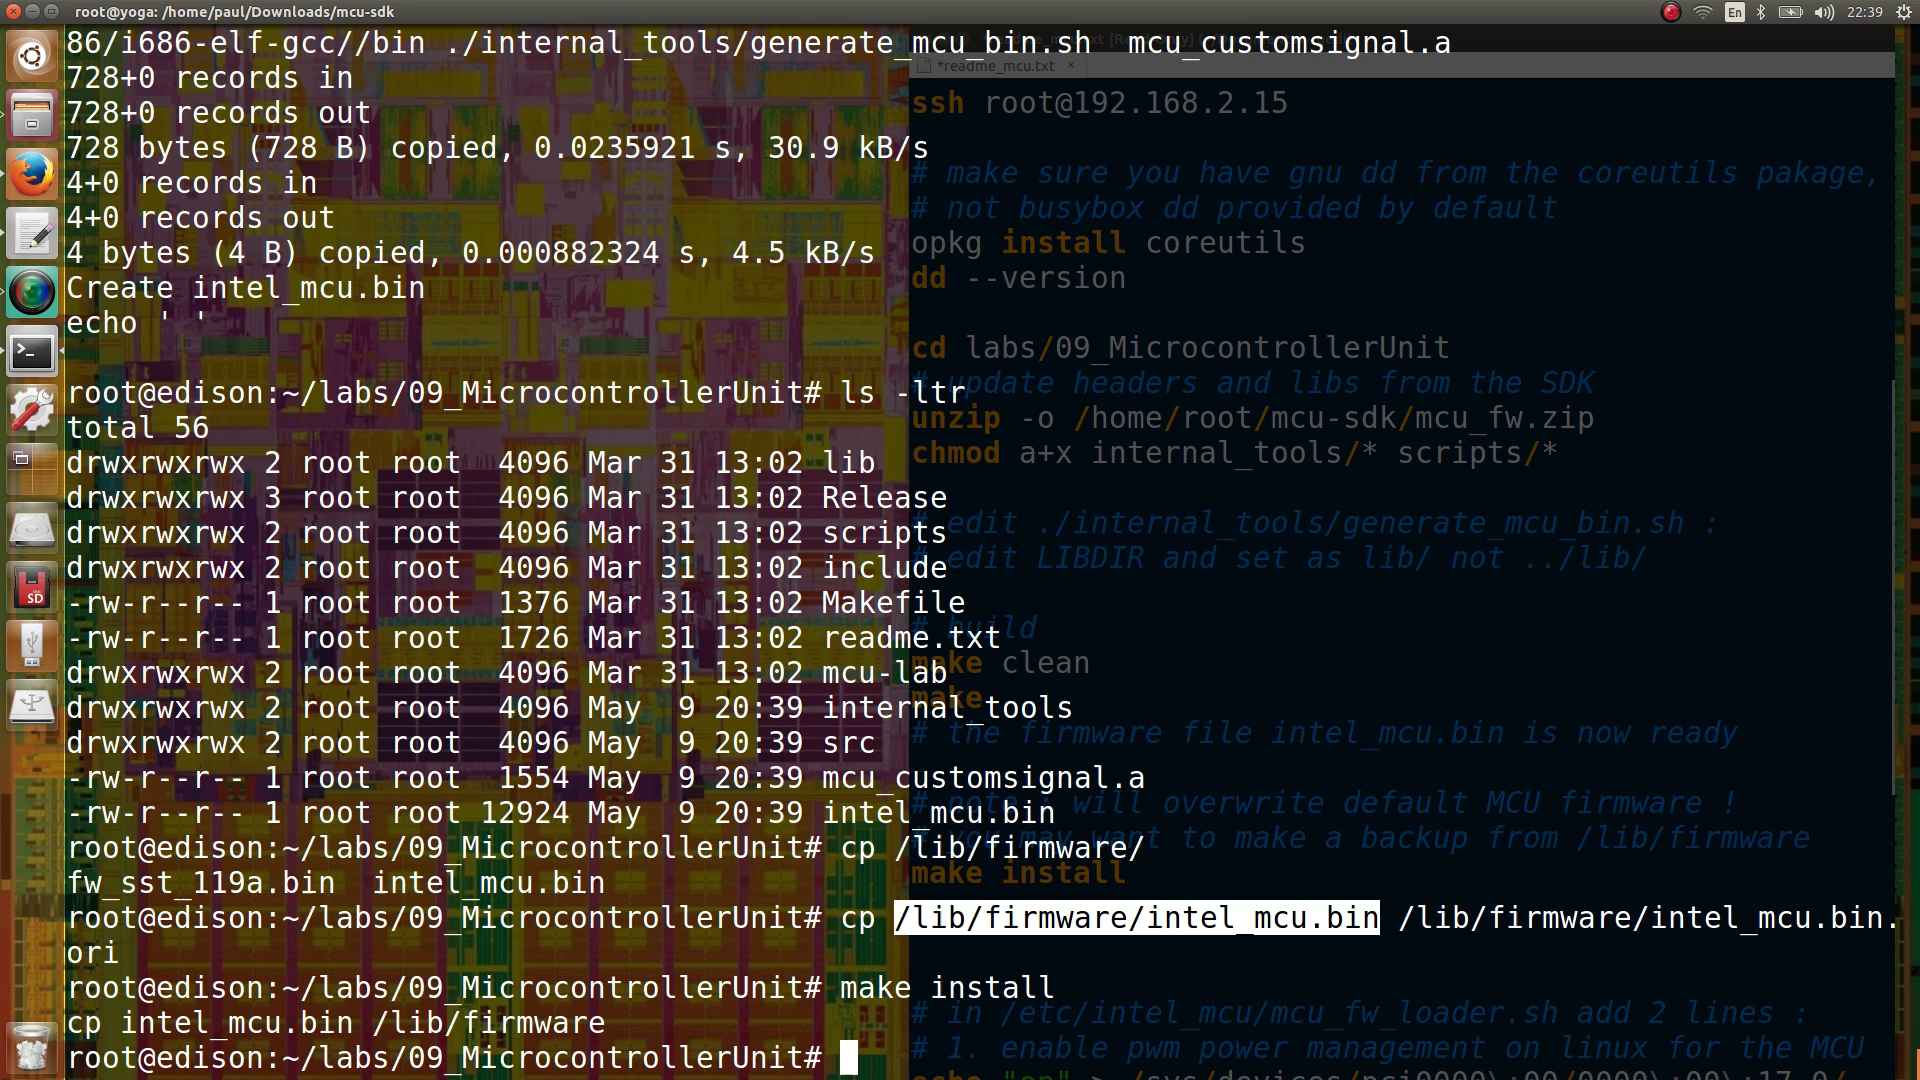 root@yoga: /home/paul/Downloads/mcu-sdk
En
22:39
86/i686-elf-gcc//bin ./internal_tools/generate_mcu_bin.sh  mcu_customsignal.a
728+0 records in
728+0 records out
728 bytes (728 B) copied, 0.0235921 s, 30.9 kB/s
4+0 records in
4+0 records out
4 bytes (4 B) copied, 0.000882324 s, 4.5 kB/s
Create intel_mcu.bin
echo ' '
root@edison:~/labs/09_MicrocontrollerUnit# ls -ltr
total 56
drwxrwxrwx 2 root root  4096 Mar 31 13:02 lib
drwxrwxrwx 3 root root  4096 Mar 31 13:02 Release
drwxrwxrwx 2 root root  4096 Mar 31 13:02 scripts
drwxrwxrwx 2 root root  4096 Mar 31 13:02 include
-rw-r--r-- 1 root root  1376 Mar 31 13:02 Makefile
-rw-r--r-- 1 root root  1726 Mar 31 13:02 readme.txt
drwxrwxrwx 2 root root  4096 Mar 31 13:02 mcu-lab
drwxrwxrwx 2 root root  4096 May  9 20:39 internal_tools
drwxrwxrwx 2 root root  4096 May  9 20:39 src
-rw-r--r-- 1 root root  1554 May  9 20:39 mcu_customsignal.a
-rw-r--r-- 1 root root 12924 May  9 20:39 intel_mcu.bin
root@edison:~/labs/09_MicrocontrollerUnit# cp /lib/firmware/
fw_sst_119a.bin  intel_mcu.bin
root@edison:~/labs/09_MicrocontrollerUnit# cp /lib/firmware/intel_mcu.bin /lib/firmware/intel_mcu.bin.
ori
root@edison:~/labs/09_MicrocontrollerUnit# make install
cp intel_mcu.bin /lib/firmware
root@edison:~/labs/09_MicrocontrollerUnit#
*readme_mcu.txt ×
ssh root@192.168.2.15
# make sure you have gnu dd from the coreutils pakage,
# not busybox dd provided by default
opkg install coreutils
dd --version
cd labs/09_MicrocontrollerUnit
# update headers and libs from the SDK
unzip -o /home/root/mcu-sdk/mcu_fw.zip
chmod a+x internal_tools/* scripts/*
# edit ./internal_tools/generate_mcu_bin.sh :
# edit LIBDIR and set as lib/ not ../lib/
# build
make clean
make
# the firmware file intel_mcu.bin is now ready
# note : will overwrite default MCU firmware !
# you may want to make a backup from /lib/firmware
make install
# in /etc/intel_mcu/mcu_fw_loader.sh add 2 lines :
# 1. enable pwm power management on linux for the MCU
echo "on" > /sys/devices/pci0000\:00/0000\:00\:17.0/
SD